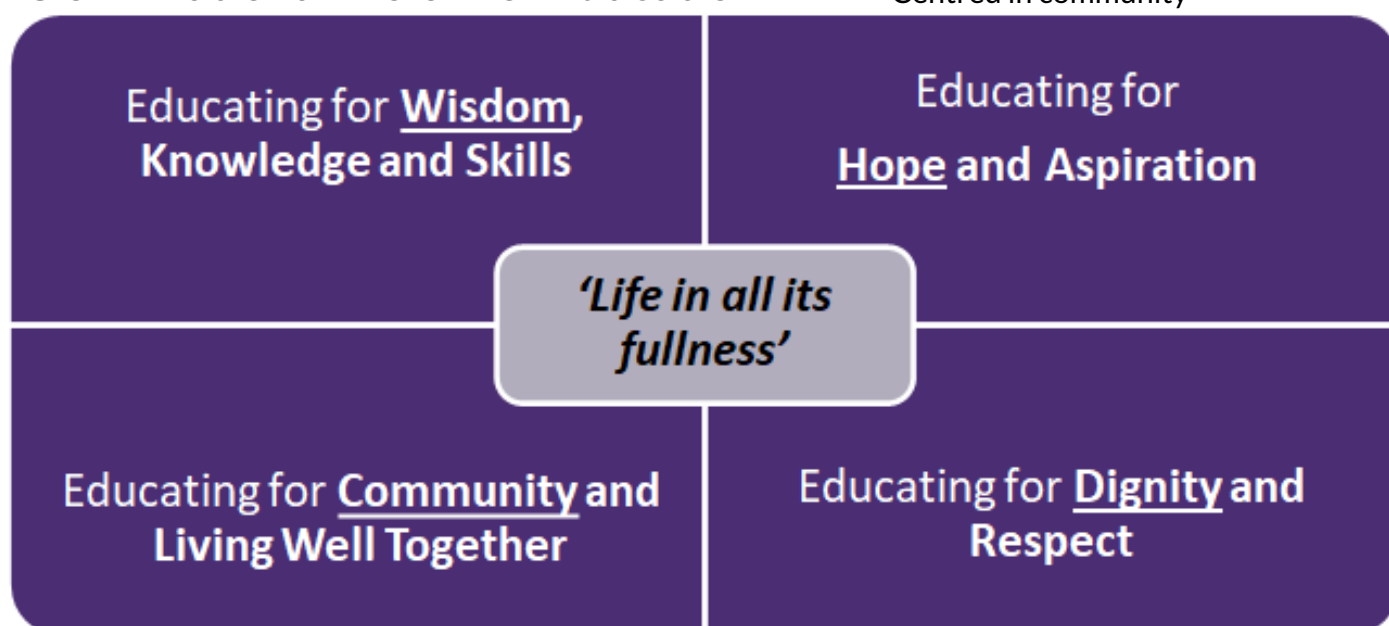 Centred in community
Educating for Wisdom,
Knowledge and Skills
Educating for
Hope and Aspiration
‘Life in all its
fullness’
Educating for Community and
Living Well Together
Educating for Dignity and
Respect